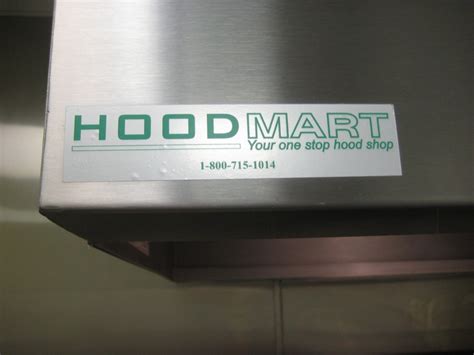 HOODMART
Your one stop hood shop
1-800-715-1014